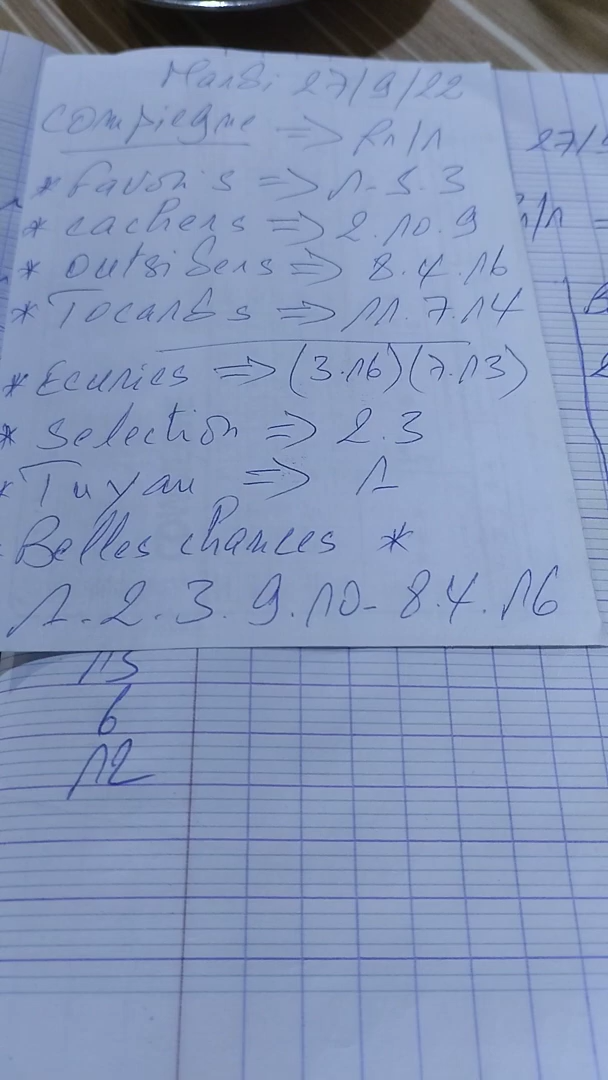 Mardi 27/9/22
Compiegne => R1/1
27/9
* favoris => 1-5.3
R1/1 =
* cachers => 2.10.9
* outsiders => 8.4.16
* Tocards => 11.7.14
* Ecuries => (3.16)(7.13)
* selection => 2.3
* Tuyau => 1
Belles chances *
1.2.3.9.10-8.4.16
13
6
12